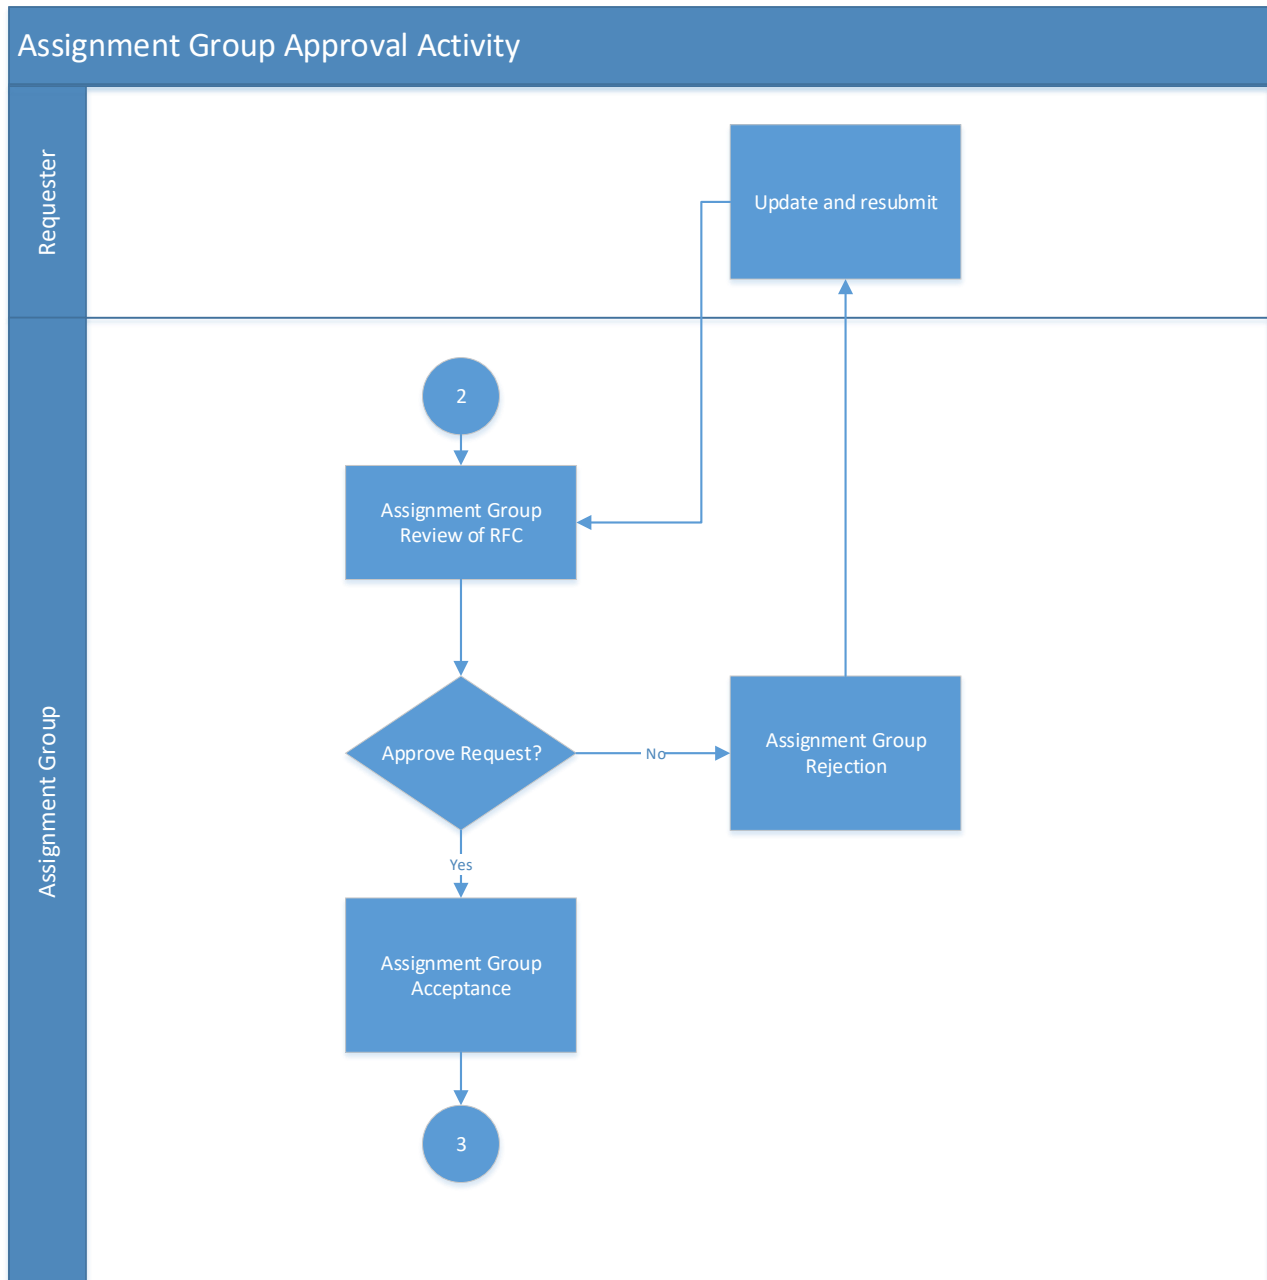 Assignment Group Approval Activity
Requester
Update and resubmit
Assignment Group
2
Assignment Group
Review of RFC
Approve Request?
No
Assignment Group
Rejection
Yes
Assignment Group
Acceptance
3